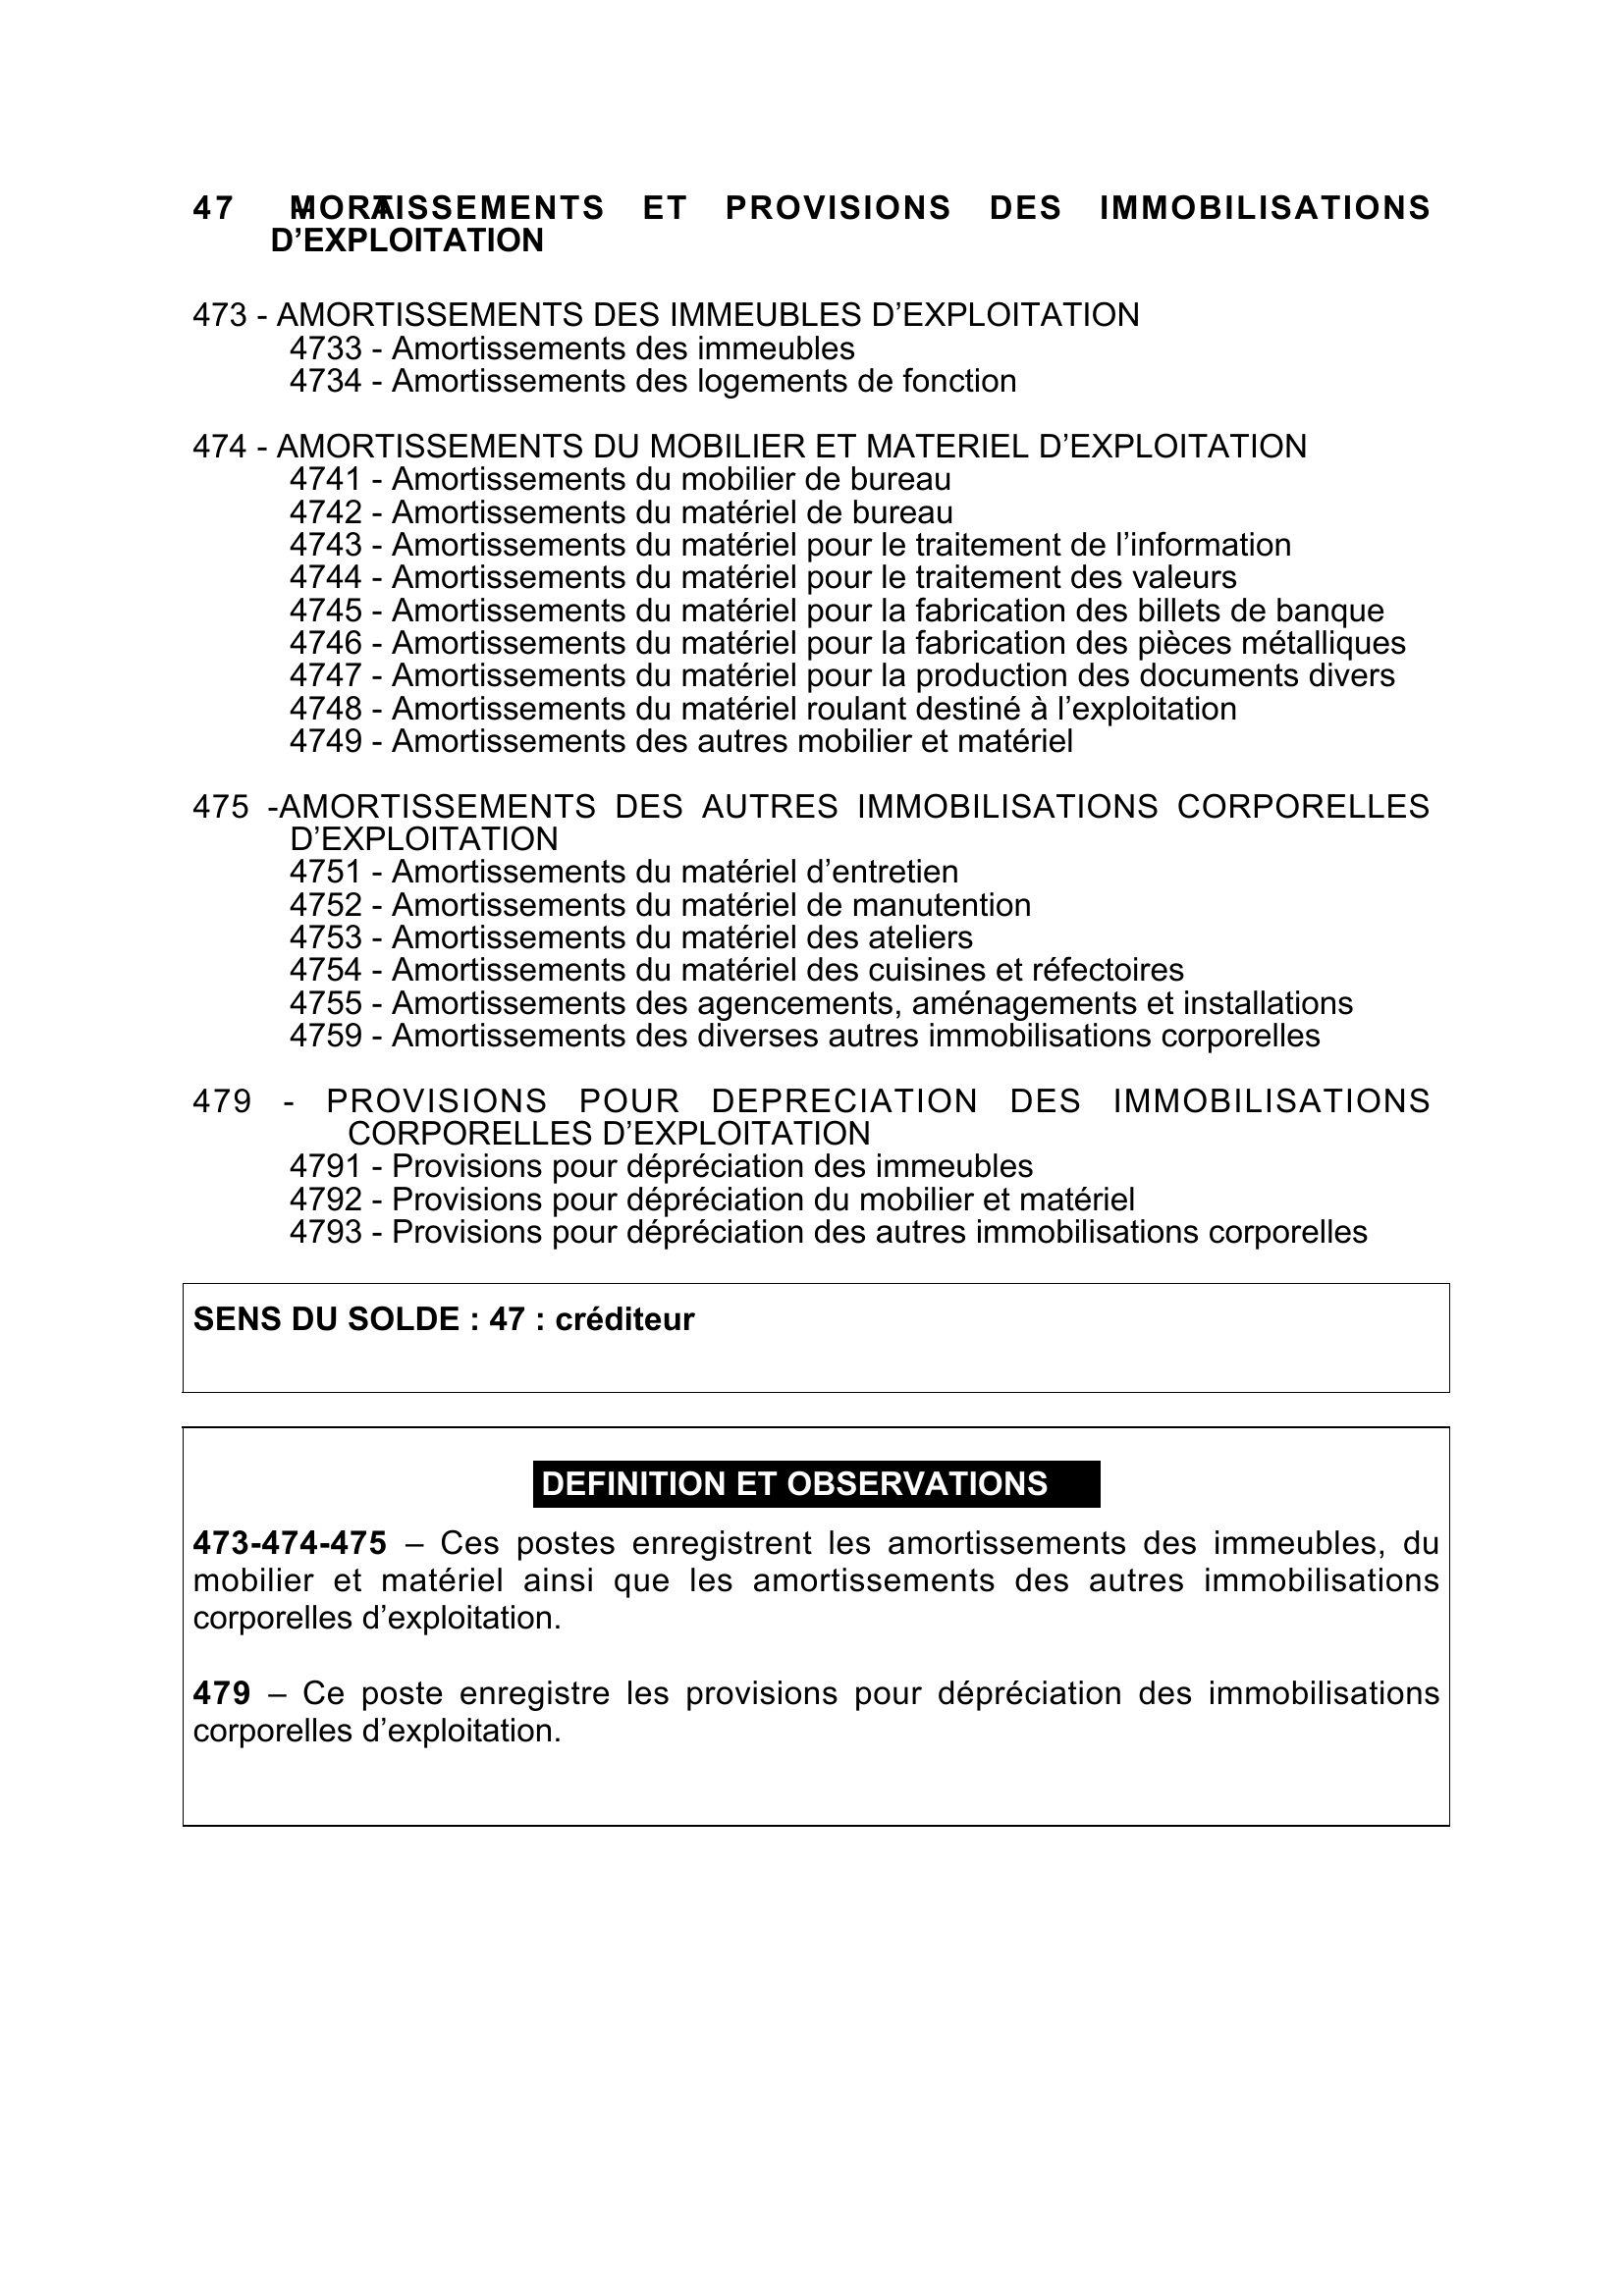 47 – AMORTISSEMENTS ET PROVISIONS DES IMMOBILISATIONS
D’EXPLOITATION
473 - AMORTISSEMENTS DES IMMEUBLES D’EXPLOITATION
4733 - Amortissements des immeubles
4734 - Amortissements des logements de fonction
474 - AMORTISSEMENTS DU MOBILIER ET MATERIEL D’EXPLOITATION
4741 - Amortissements du mobilier de bureau
4742 - Amortissements du matériel de bureau
4743 - Amortissements du matériel pour le traitement de l’information
4744 - Amortissements du matériel pour le traitement des valeurs
4745 - Amortissements du matériel pour la fabrication des billets de banque
4746 - Amortissements du matériel pour la fabrication des pièces métalliques
4747 - Amortissements du matériel pour la production des documents divers
4748 - Amortissements du matériel roulant destiné à l’exploitation
4749 - Amortissements des autres mobilier et matériel
475 -AMORTISSEMENTS DES AUTRES IMMOBILISATIONS CORPORELLES
D’EXPLOITATION
4751 - Amortissements du matériel d’entretien
4752 - Amortissements du matériel de manutention
4753 - Amortissements du matériel des ateliers
4754 - Amortissements du matériel des cuisines et réfectoires
4755 - Amortissements des agencements, aménagements et installations
4759 - Amortissements des diverses autres immobilisations corporelles
479 - PROVISIONS POUR DEPRECIATION DES IMMOBILISATIONS
CORPORELLES D’EXPLOITATION
4791 - Provisions pour dépréciation des immeubles
4792 - Provisions pour dépréciation du mobilier et matériel
4793 - Provisions pour dépréciation des autres immobilisations corporelles
SENS DU SOLDE : 47 : créditeur
DEFINITION ET OBSERVATIONS
473-474-475 – Ces postes enregistrent les amortissements des immeubles, du
mobilier et matériel ainsi que les amortissements des autres immobilisations
corporelles d’exploitation.
479 – Ce poste enregistre les provisions pour dépréciation des immobilisations
corporelles d’exploitation.